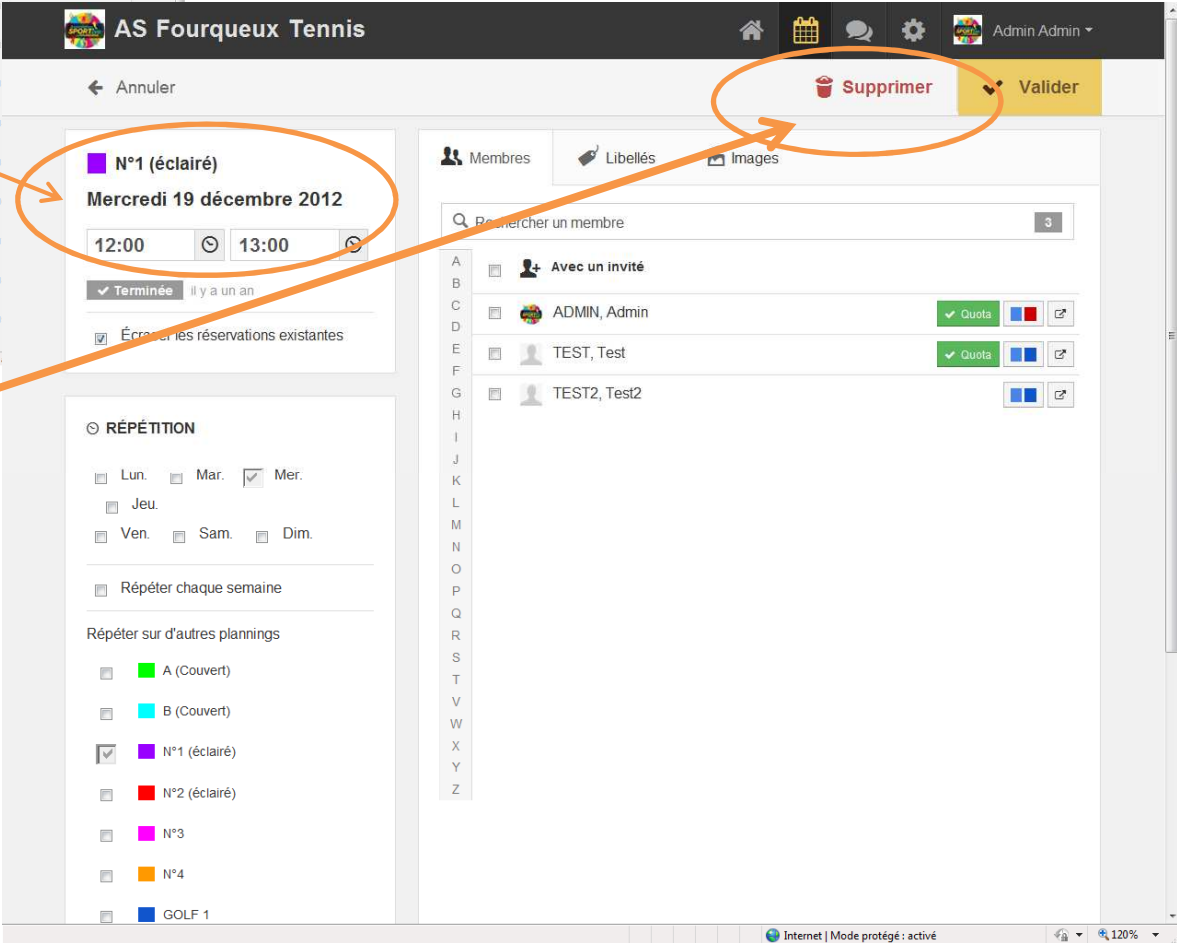 AS Fourqueux Tennis
Admin Admin
Annuler
Supprimer
Valider
N°1 (éclairé)
Mercredi 19 décembre 2012
12:00 13:00
Terminée il y a un an
Écraser les réservations existantes
RÉPÉTITION
Lun. Mar. Mer.
Jeu.
Ven. Sam. Dim.
Répéter chaque semaine
Répéter sur d'autres plannings
A (Couvert)
B (Couvert)
N°1 (éclairé)
N°2 (éclairé)
N°3
N°4
GOLF 1
Membres Libellés Images
Rechercher un membre 3
A
B
C
D
E
F
G
H
I
J
K
L
M
N
O
P
Q
R
S
T
V
W
X
Y
Z
Avec un invité
ADMIN, Admin Quota
TEST, Test Quota
TEST2, Test2
Internet | Mode protégé : activé 120%